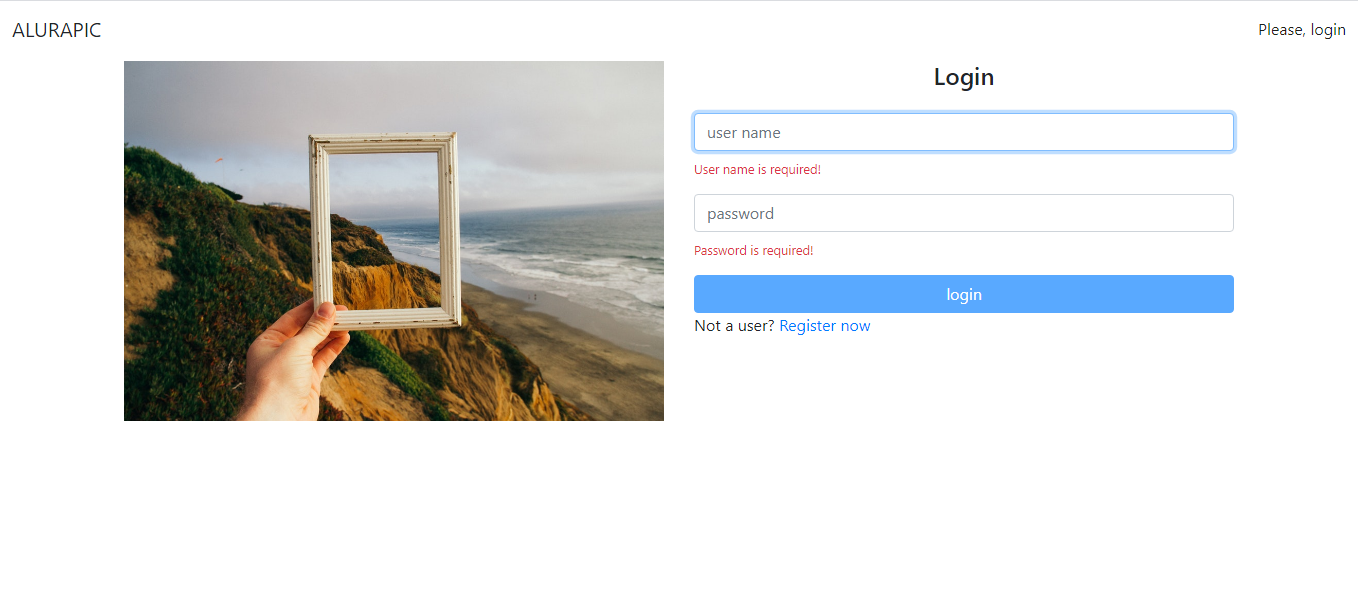 ALURAPIC
Please, login
Login
user name
User name is required!
password
Password is required!
login
Not a user? Register now